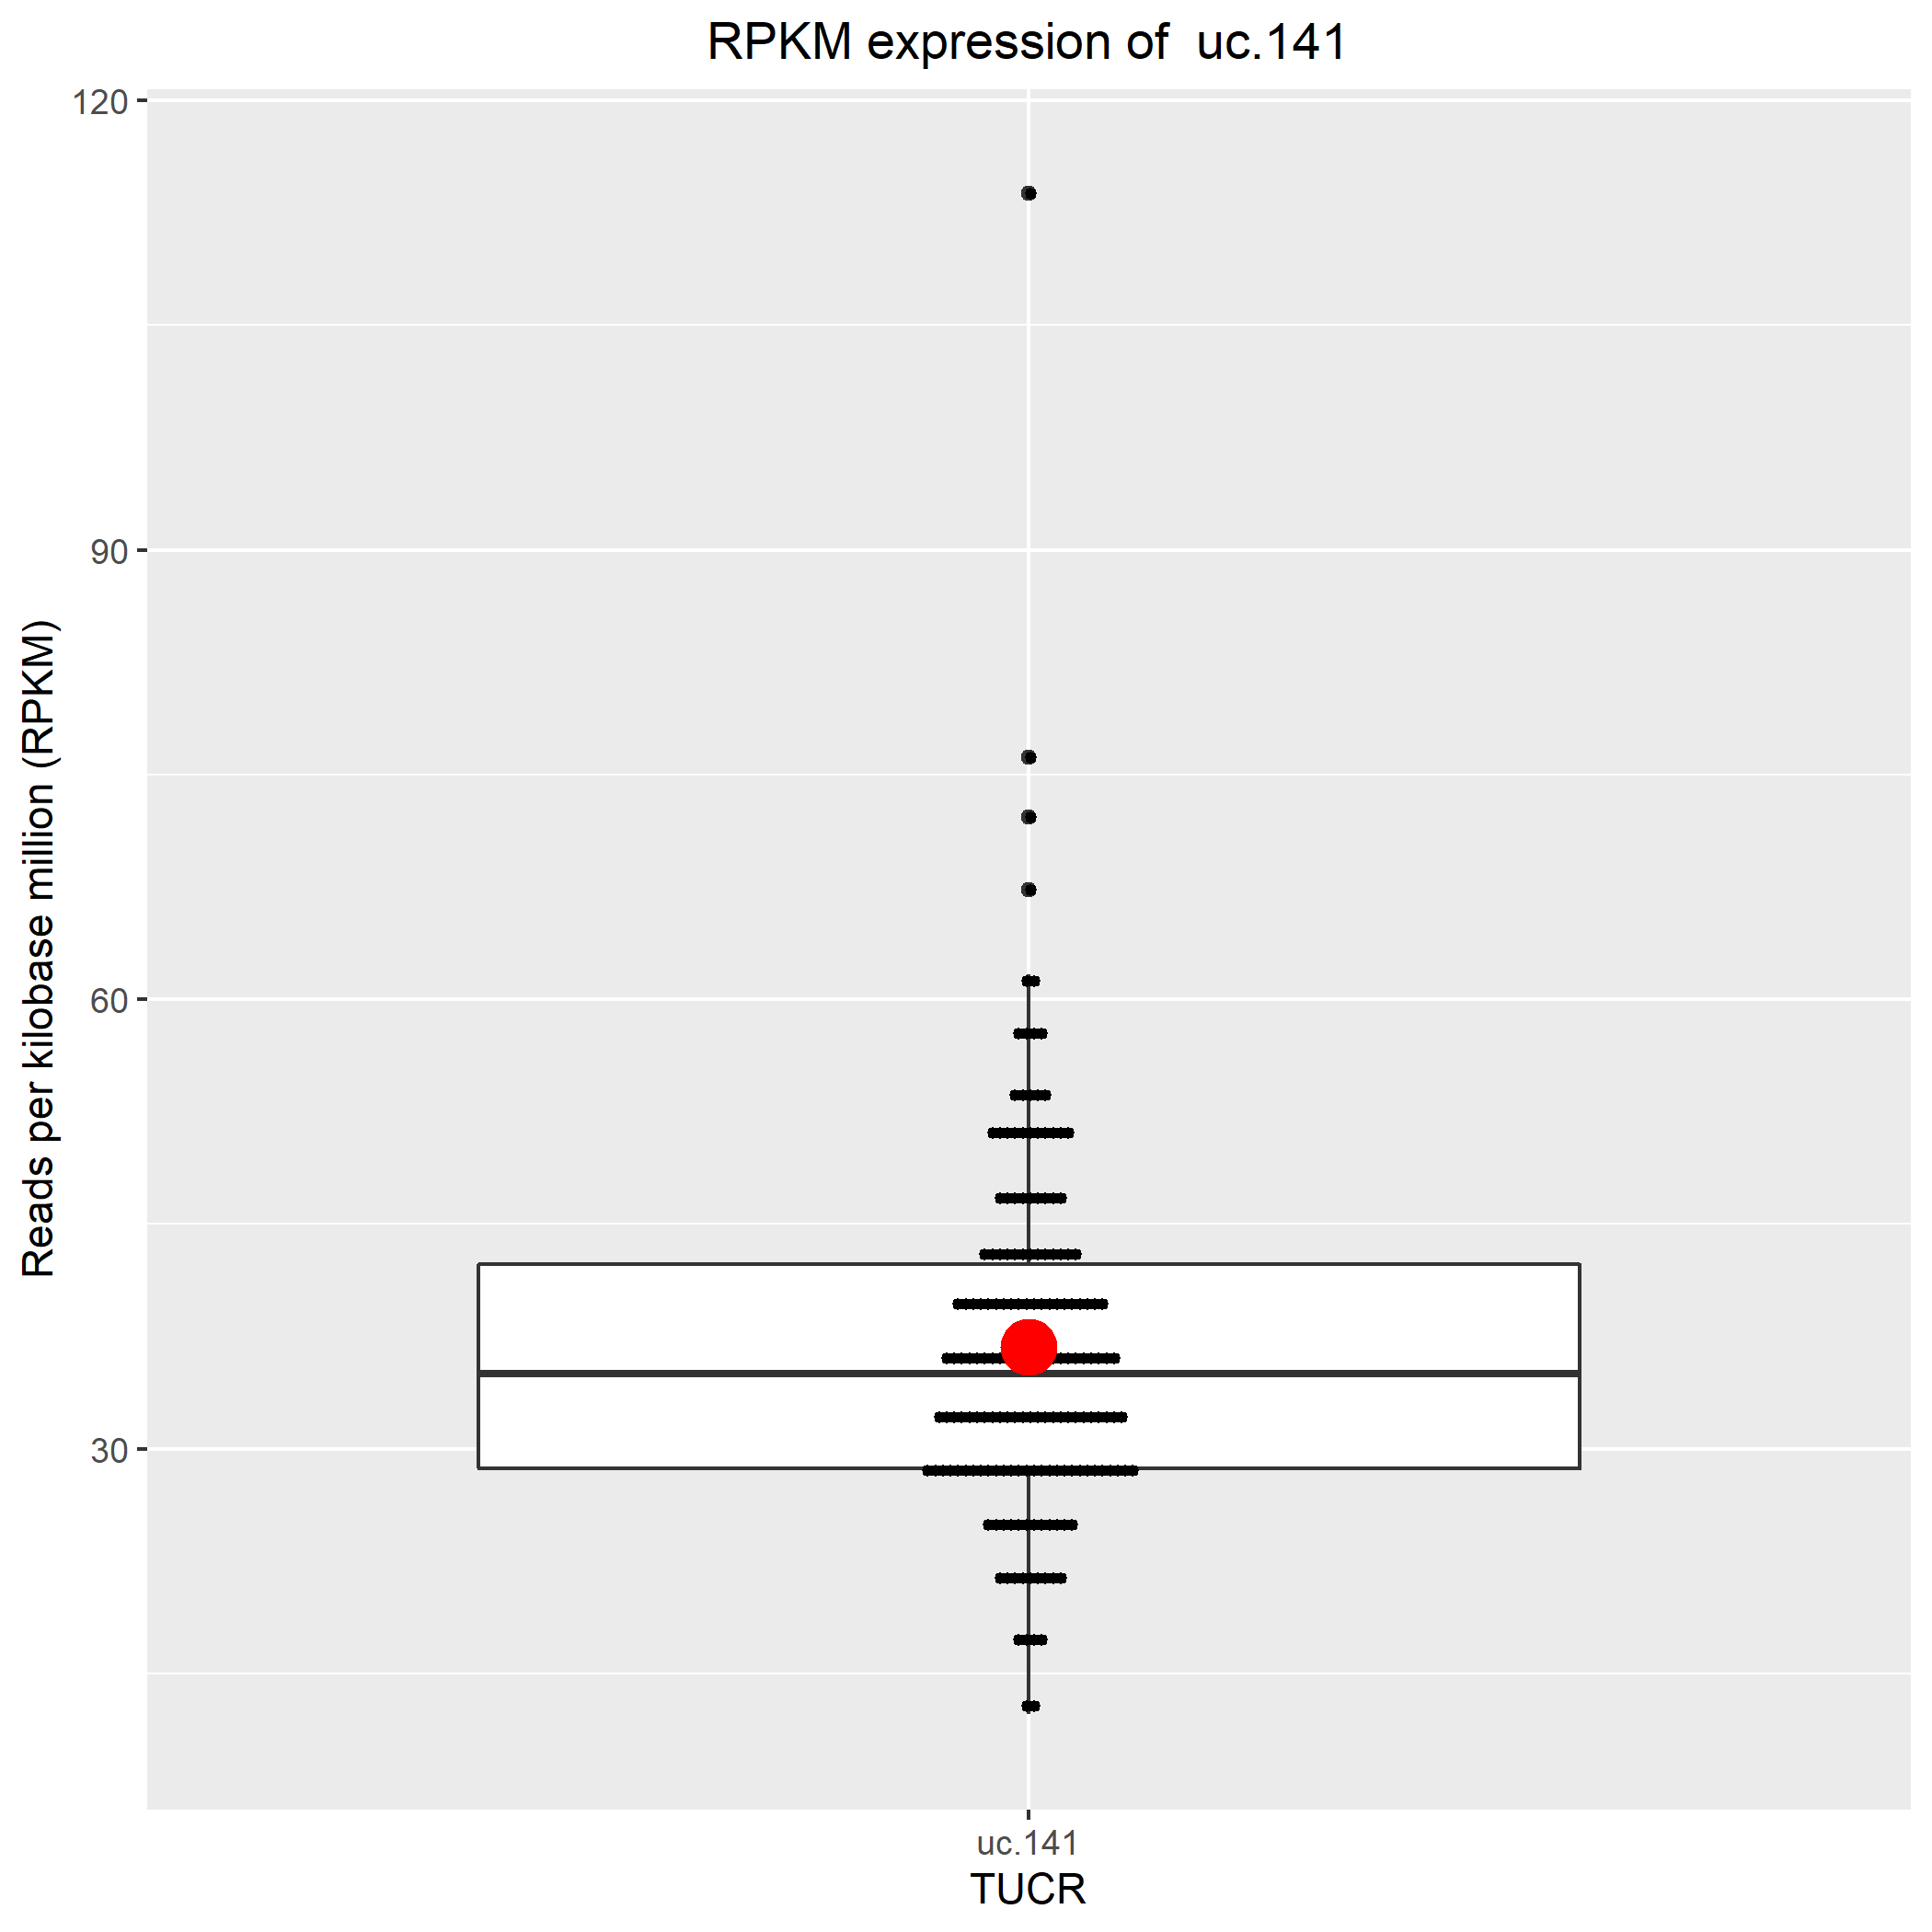 RPKM expression of  uc.141
120
90
60
30
Reads per kilobase million (RPKM)
uc.141
TUCR